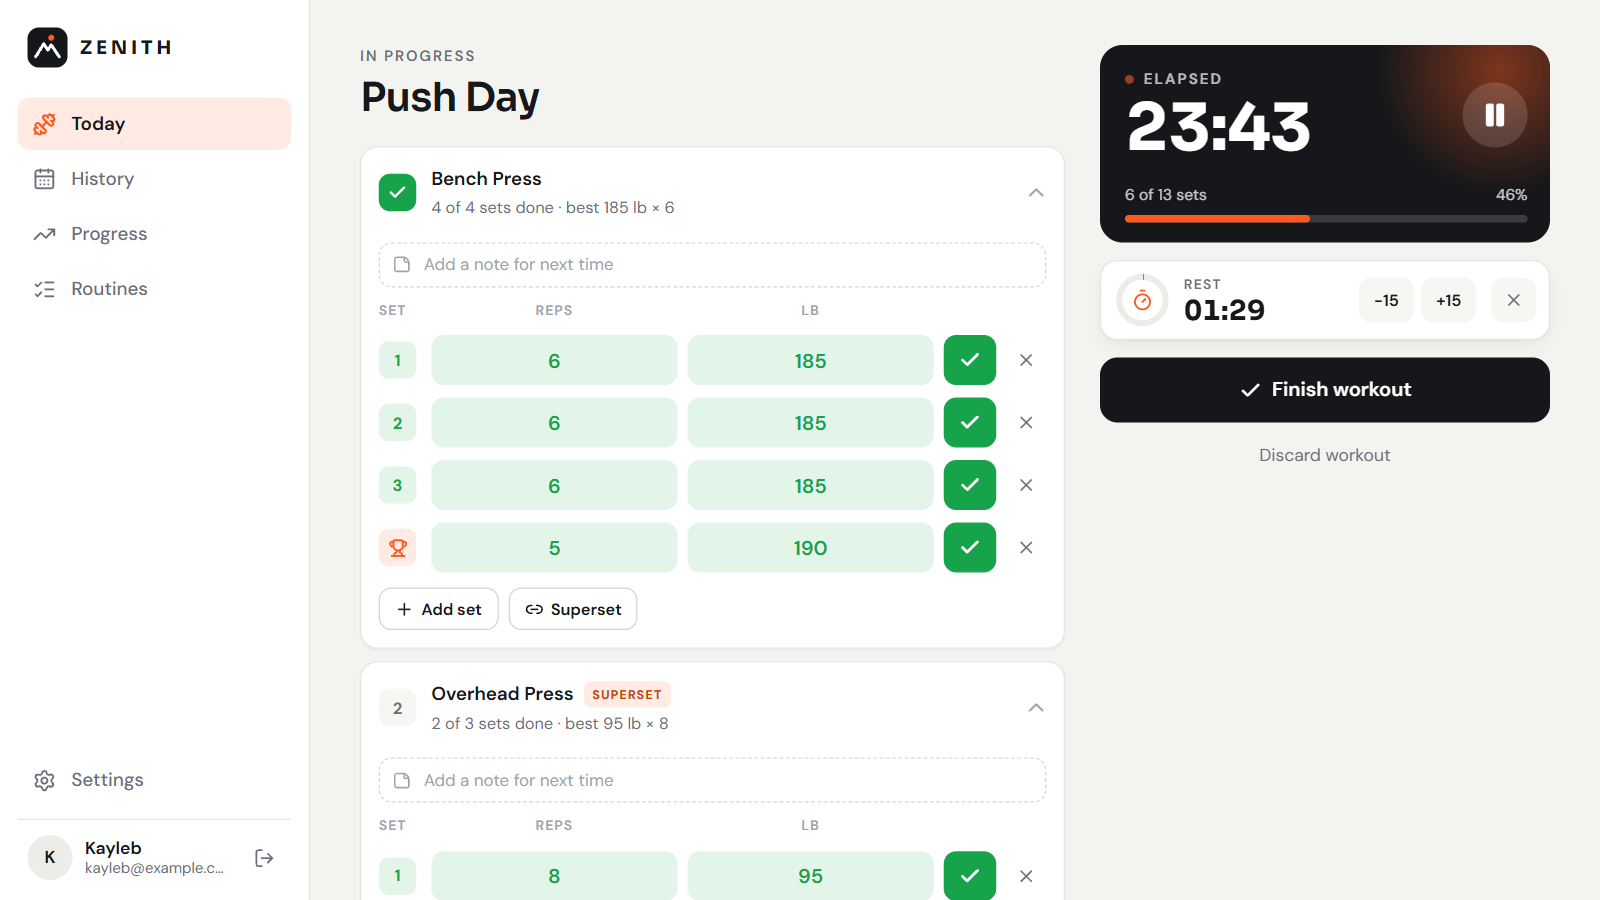 ZENITH
Today
History
Progress
Routines
Settings
K
Kayleb
kayleb@example.c...
IN PROGRESS
Push Day
Bench Press
4 of 4 sets done · best 185 lb × 6
Add a note for next time
SET REPS LB
1 6 185
2 6 185
3 6 185
5 190
Add set Superset
2
Overhead Press SUPERSET
2 of 3 sets done · best 95 lb × 8
Add a note for next time
SET REPS LB
1 8 95
ELAPSED
23:43
6 of 13 sets 46%
REST
01:29
-15 +15
Finish workout
Discard workout